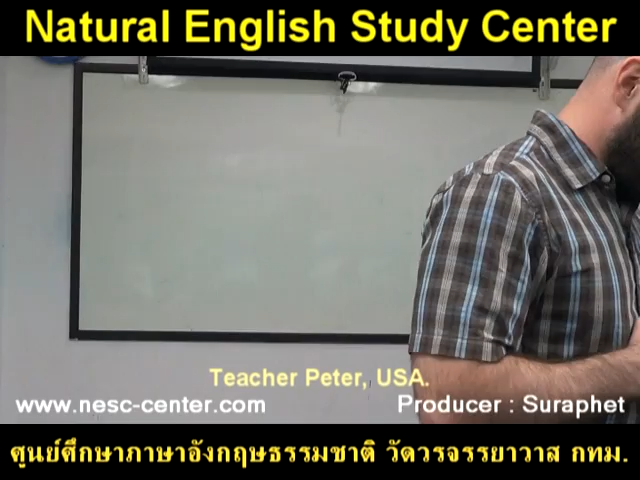 Natural English Study Center
Teacher Peter, USA.
www.nesc-center.com
Producer : Suraphet
ศูนย์ศึกษาภาษาอังกฤษธรรมชาติ วัดวรจรรยาวาส กทม.